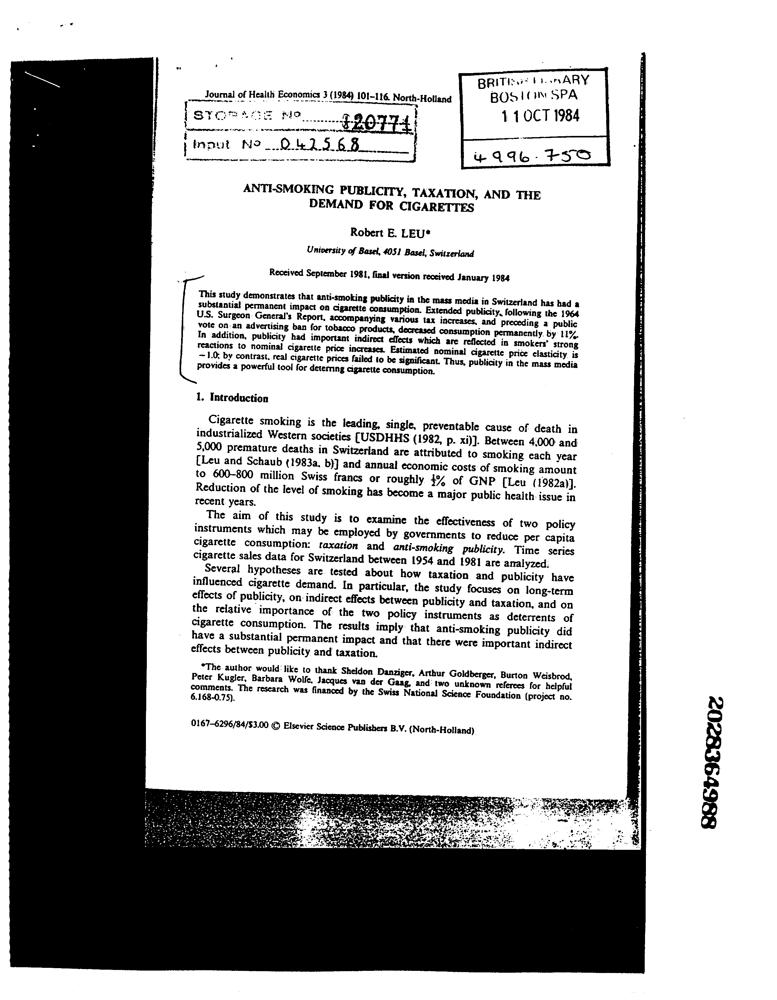 Journal of Health Economics 3 (1984) 101–116. North-Holland
BRITISH LIBRARY
BOSTON SPA
11 OCT 1984
4996.750
STORAGE Nº 320771
Input Nº 042568
ANTI-SMOKING PUBLICITY, TAXATION, AND THE
DEMAND FOR CIGARETTES
Robert E. LEU*
University of Basel, 4051 Basel, Switzerland
Received September 1981, final version received January 1984
This study demonstrates that anti-smoking publicity in the mass media in Switzerland has had a
substantial permanent impact on cigarette consumption. Extended publicity, following the 1964
U.S. Surgeon General's Report, accompanying various tax increases, and preceding a public
vote on an advertising ban for tobacco products, decreased consumption permanently by 11%.
In addition, publicity had important indirect effects which are reflected in smokers' strong
reactions to nominal cigarette price increases. Estimated nominal cigarette price elasticity is
−1.0; by contrast, real cigarette prices failed to be significant. Thus, publicity in the mass media
provides a powerful tool for deterring cigarette consumption.
1. Introduction
Cigarette smoking is the leading, single, preventable cause of death in
industrialized Western societies [USDHHS (1982, p. xi)]. Between 4,000 and
5,000 premature deaths in Switzerland are attributed to smoking each year
[Leu and Schaub (1983a, b)] and annual economic costs of smoking amount
to 600–800 million Swiss francs or roughly ½% of GNP [Leu (1982a)].
Reduction of the level of smoking has become a major public health issue in
recent years.
The aim of this study is to examine the effectiveness of two policy
instruments which may be employed by governments to reduce per capita
cigarette consumption: taxation and anti-smoking publicity. Time series
cigarette sales data for Switzerland between 1954 and 1981 are analyzed.
Several hypotheses are tested about how taxation and publicity have
influenced cigarette demand. In particular, the study focuses on long-term
effects of publicity, on indirect effects between publicity and taxation, and on
the relative importance of the two policy instruments as deterrents of
cigarette consumption. The results imply that anti-smoking publicity did
have a substantial permanent impact and that there were important indirect
effects between publicity and taxation.
*The author would like to thank Sheldon Danziger, Arthur Goldberger, Burton Weisbrod,
Peter Kugler, Barbara Wolfe, Jacques van der Gaag, and two unknown referees for helpful
comments. The research was financed by the Swiss National Science Foundation (project no.
6.168-0.75).
0167–6296/84/$3.00 © Elsevier Science Publishers B.V. (North-Holland)
2028364988